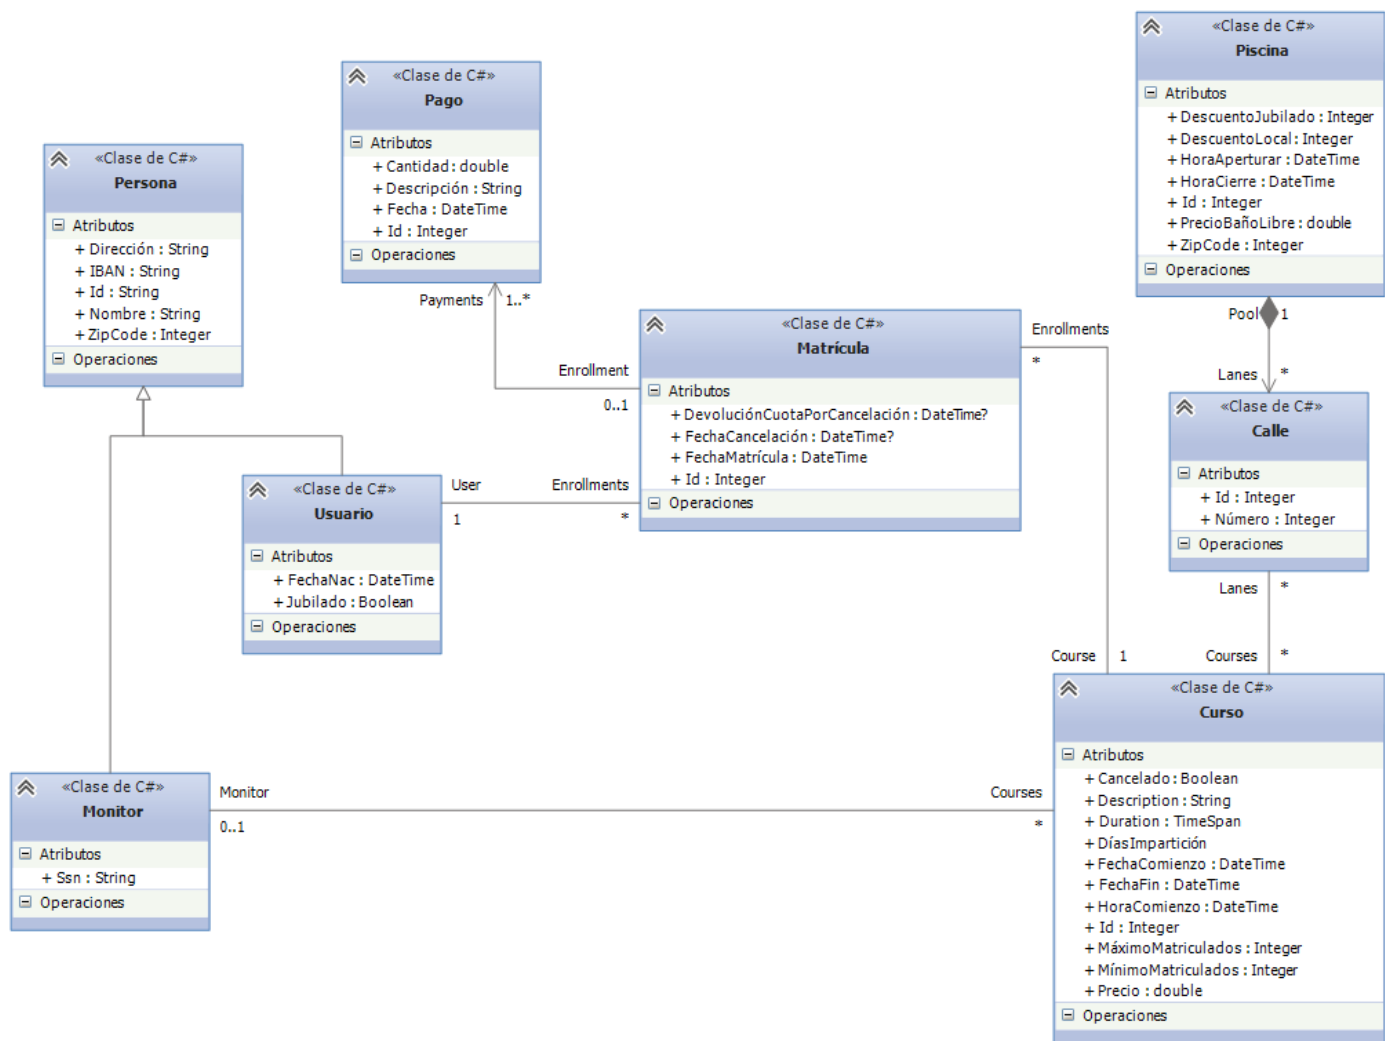 «Clase de C#»
Piscina
Atributos
+ DescuentoJubilado : Integer
+ DescuentoLocal : Integer
+ HoraAperturar : DateTime
+ HoraCierre : DateTime
+ Id : Integer
+ PrecioBañoLibre : double
+ ZipCode : Integer
Operaciones
«Clase de C#»
Pago
Atributos
+ Cantidad : double
+ Descripción : String
+ Fecha : DateTime
+ Id : Integer
Operaciones
«Clase de C#»
Persona
Atributos
+ Dirección : String
+ IBAN : String
+ Id : String
+ Nombre : String
+ ZipCode : Integer
Operaciones
Payments 1..*
Pool 1
«Clase de C#»
Matrícula
Atributos
+ DevoluciónCuotaPorCancelación : DateTime?
+ FechaCancelación : DateTime?
+ FechaMatrícula : DateTime
+ Id : Integer
Operaciones
Enrollments
*
Enrollment
0..1
Lanes *
«Clase de C#»
Calle
Atributos
+ Id : Integer
+ Número : Integer
Operaciones
«Clase de C#»
Usuario
Atributos
+ FechaNac : DateTime
+ Jubilado : Boolean
Operaciones
User Enrollments
1 *
Lanes *
Course 1
Courses *
«Clase de C#»
Curso
Atributos
+ Cancelado : Boolean
+ Description : String
+ Duration : TimeSpan
+ DíasImpartición
+ FechaComienzo : DateTime
+ FechaFin : DateTime
+ HoraComienzo : DateTime
+ Id : Integer
+ MáximoMatriculados : Integer
+ MínimoMatriculados : Integer
+ Precio : double
Operaciones
«Clase de C#»
Monitor
Atributos
+ Ssn : String
Operaciones
Monitor Courses
0..1 *